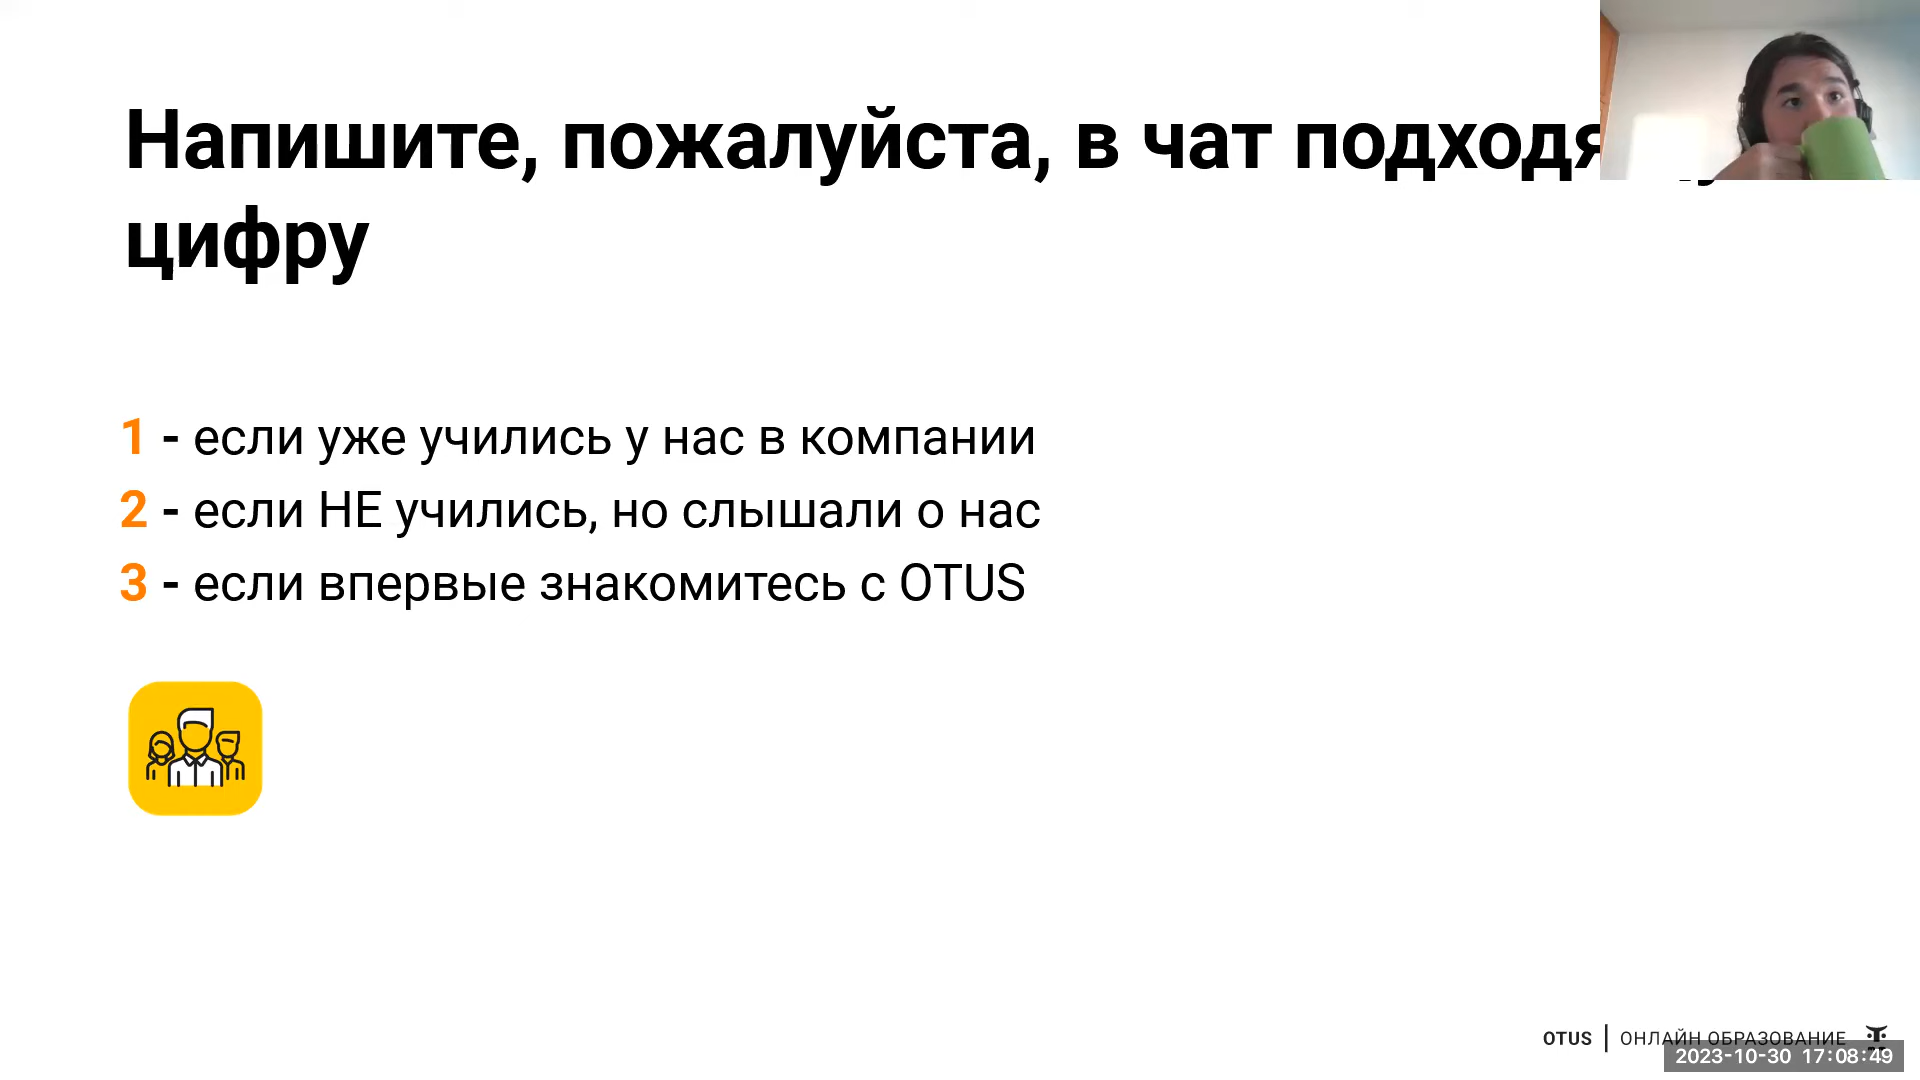 Напишите, пожалуйста, в чат
цифру
1 - если уже учились у нас в компании
2 - если НЕ учились, но слышали о нас
3 - если впервые знакомитесь с OTUS
OTUS | ОНЛАЙН ОБРАЗОВАНИЕ
2023-10-30 17:08:49